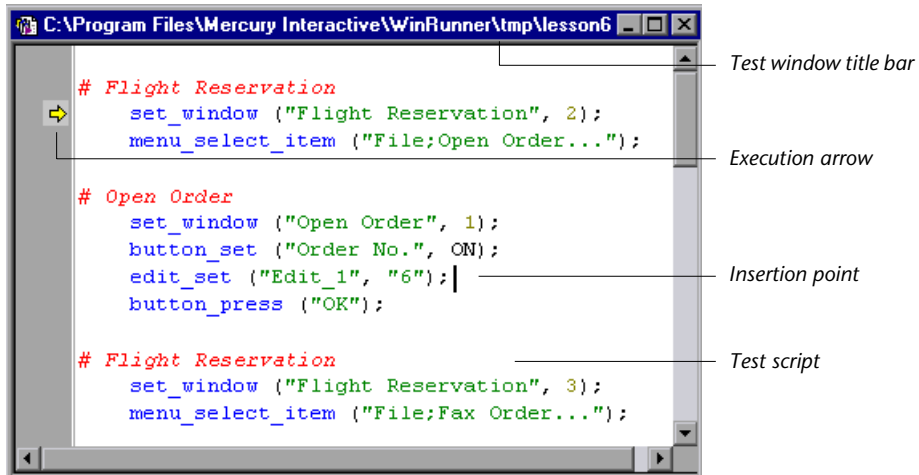 C:\Program Files\Mercury Interactive\WinRunner\tmp\lesson6
Test window title bar
# Flight Reservation
set_window ("Flight Reservation", 2);
menu_select_item ("File;Open Order...");
Execution arrow
# Open Order
set_window ("Open Order", 1);
button_set ("Order No.", ON);
edit_set ("Edit_1", "6");
Insertion point
button_press ("OK");
# Flight Reservation
Test script
set_window ("Flight Reservation", 3);
menu_select_item ("File;Fax Order...");